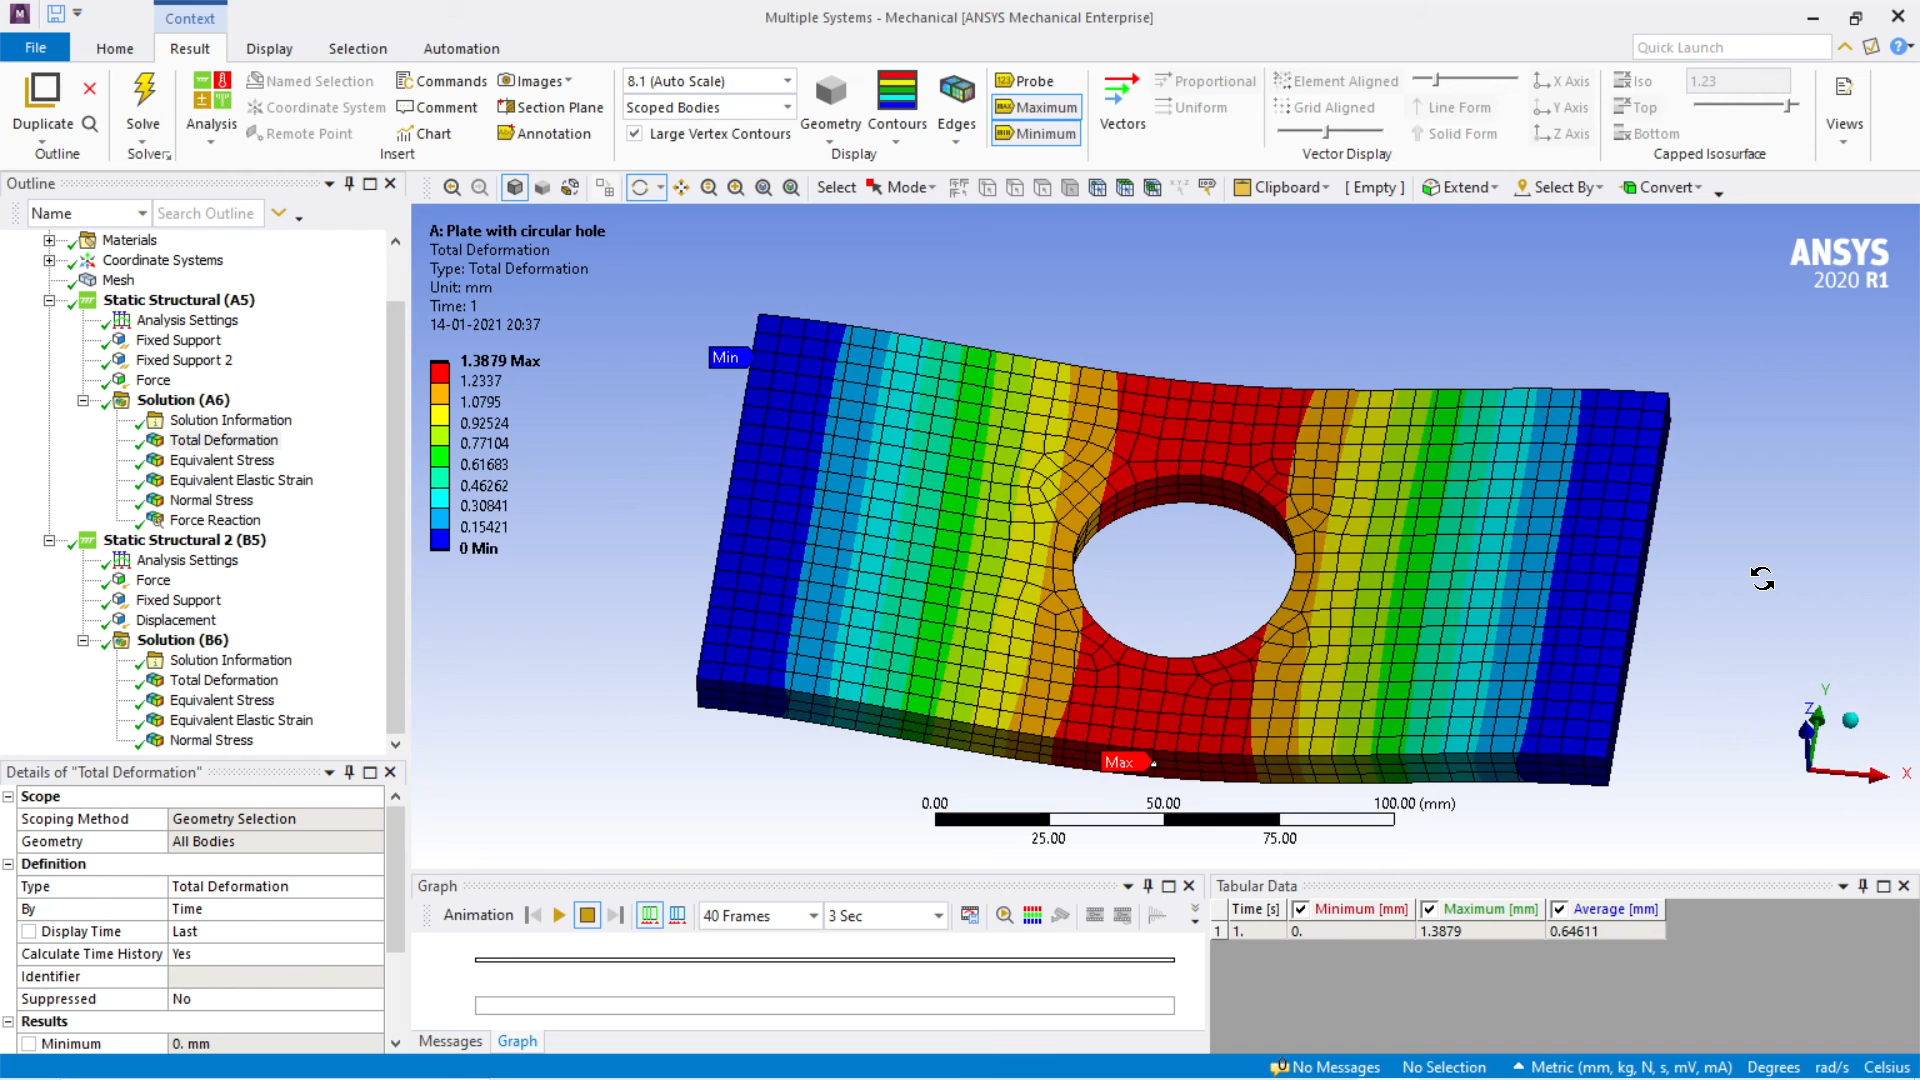 Context
Multiple Systems - Mechanical [ANSYS Mechanical Enterprise]
File Home Result Display Selection Automation
Quick Launch
Duplicate
Outline
Solve
Solver
Analysis
Named Selection
Coordinate System
Remote Point
Commands
Comment
Chart
Images
Section Plane
Annotation
Insert
8.1 (Auto Scale)
Scoped Bodies
Large Vertex Contours
Geometry
Contours
Edges
Display
Probe
Maximum
Minimum
Vectors
Proportional
Uniform
Element Aligned
Grid Aligned
Line Form
Solid Form
X Axis
Y Axis
Z Axis
Vector Display
Iso 1.23
Top
Bottom
Capped Isosurface
Views
Outline
Select Mode Clipboard [ Empty ] Extend Select By Convert
Name Search Outline
Materials
Coordinate Systems
Mesh
Static Structural (A5)
Analysis Settings
Fixed Support
Fixed Support 2
Force
Solution (A6)
Solution Information
Total Deformation
Equivalent Stress
Equivalent Elastic Strain
Normal Stress
Force Reaction
Static Structural 2 (B5)
Analysis Settings
Force
Fixed Support
Displacement
Solution (B6)
Solution Information
Total Deformation
Equivalent Stress
Equivalent Elastic Strain
Normal Stress
A: Plate with circular hole
Total Deformation
Type: Total Deformation
Unit: mm
Time: 1
14-01-2021 20:37
1.3879 Max
1.2337
1.0795
0.92524
0.77104
0.61683
0.46262
0.30841
0.15421
0 Min
ANSYS
2020 R1
Min
Max
0.00 50.00 100.00 (mm)
25.00 75.00
Y
Z
X
Details of "Total Deformation"
Scope
Scoping Method Geometry Selection
Geometry All Bodies
Definition
Type Total Deformation
By Time
Display Time Last
Calculate Time History Yes
Identifier
Suppressed No
Results
Minimum 0. mm
Graph
Animation 40 Frames 3 Sec
Messages Graph
Tabular Data
Time [s] Minimum [mm] Maximum [mm] Average [mm]
1 1. 0. 1.3879 0.64611
No Messages No Selection Metric (mm, kg, N, s, mV, mA) Degrees rad/s Celsius